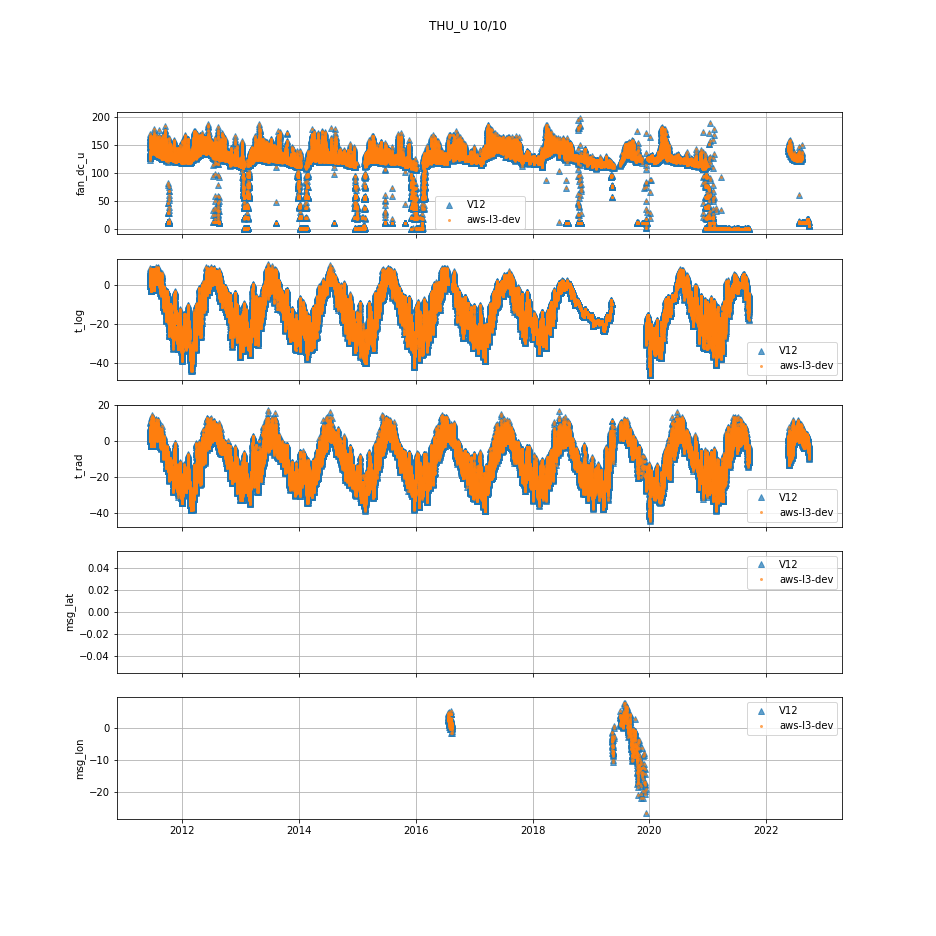 THU_U 10/10
200
150
100
50
0
fan_dc_u
V12
aws-l3-dev
0
−20
−40
t_log
V12
aws-l3-dev
20
0
−20
−40
t_rad
V12
aws-l3-dev
0.04
0.02
0.00
−0.02
−0.04
msg_lat
V12
aws-l3-dev
0
−10
−20
msg_lon
V12
aws-l3-dev
2012 2014 2016 2018 2020 2022